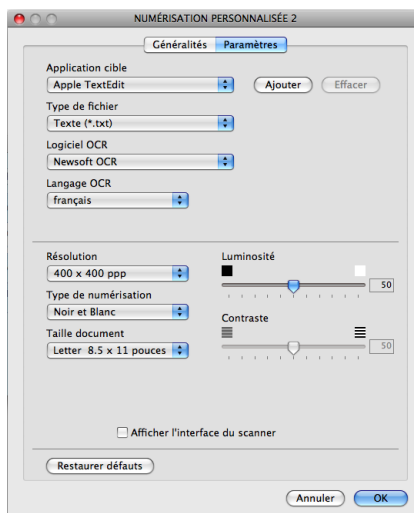 NUMÉRISATION PERSONNALISÉE 2
Généralités Paramètres
Application cible
Apple TextEdit Ajouter Effacer
Type de fichier
Texte (*.txt)
Logiciel OCR
Newsoft OCR
Langage OCR
français
Résolution Luminosité
400 x 400 ppp 50
Type de numérisation
Noir et Blanc Contraste
Taille document
Letter 8.5 x 11 pouces 50
Afficher l'interface du scanner
Restaurer défauts
Annuler OK